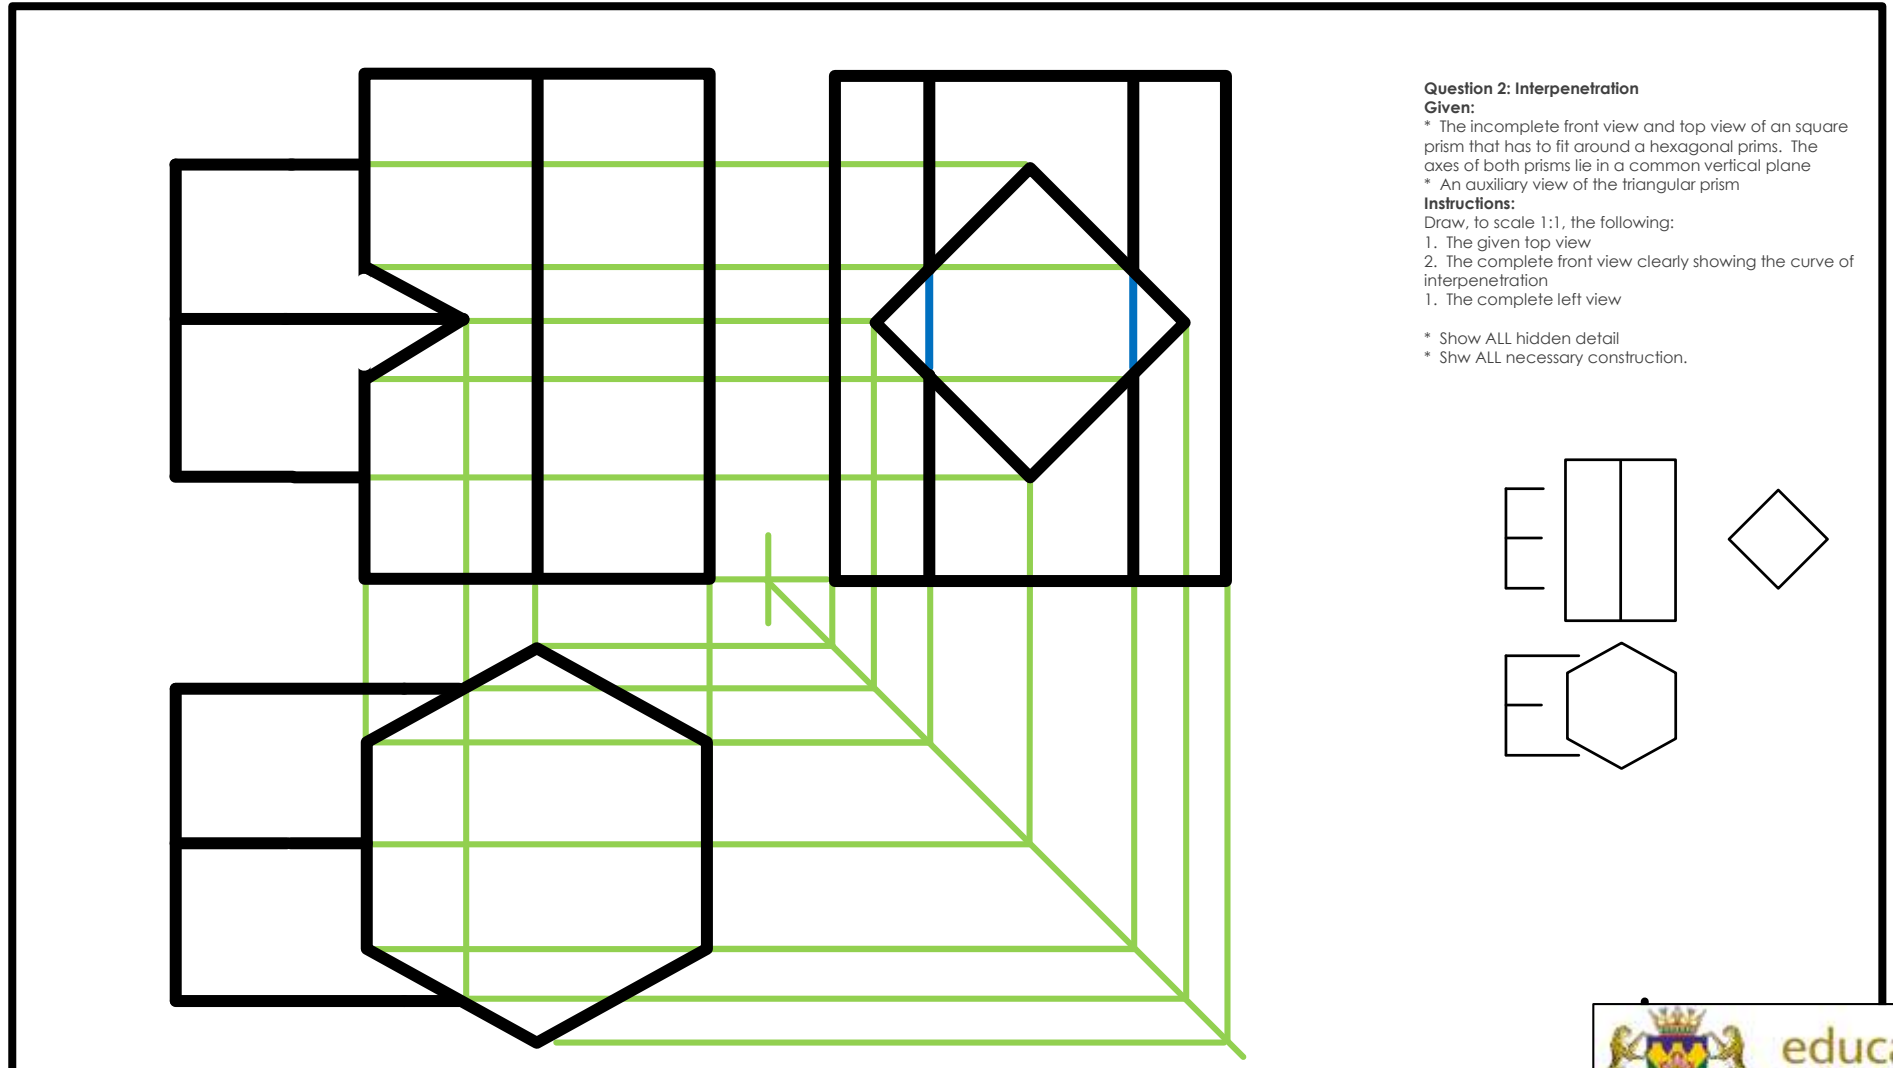 Question 2: Interpenetration
Given:
* The incomplete front view and top view of an square
prism that has to fit around a hexagonal prims. The
axes of both prisms lie in a common vertical plane
* An auxiliary view of the triangular prism
Instructions:
Draw, to scale 1:1, the following:
1. The given top view
2. The complete front view clearly showing the curve of
interpenetration
1. The complete left view
* Show ALL hidden detail
* Shw ALL necessary construction.
educa